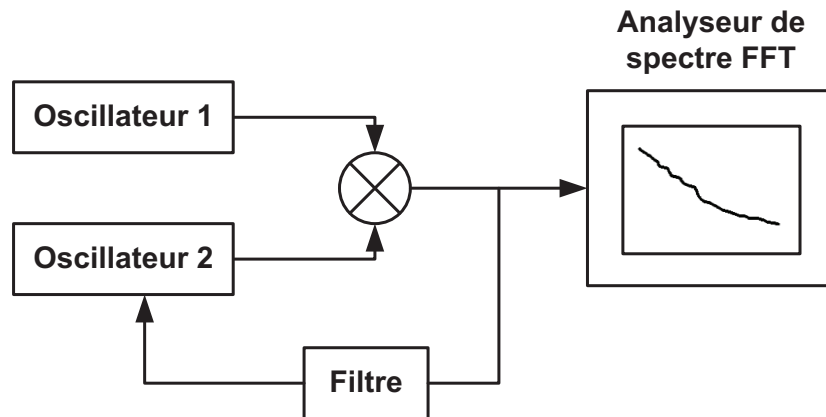 Analyseur de
spectre FFT
Oscillateur 1
Oscillateur 2
Filtre